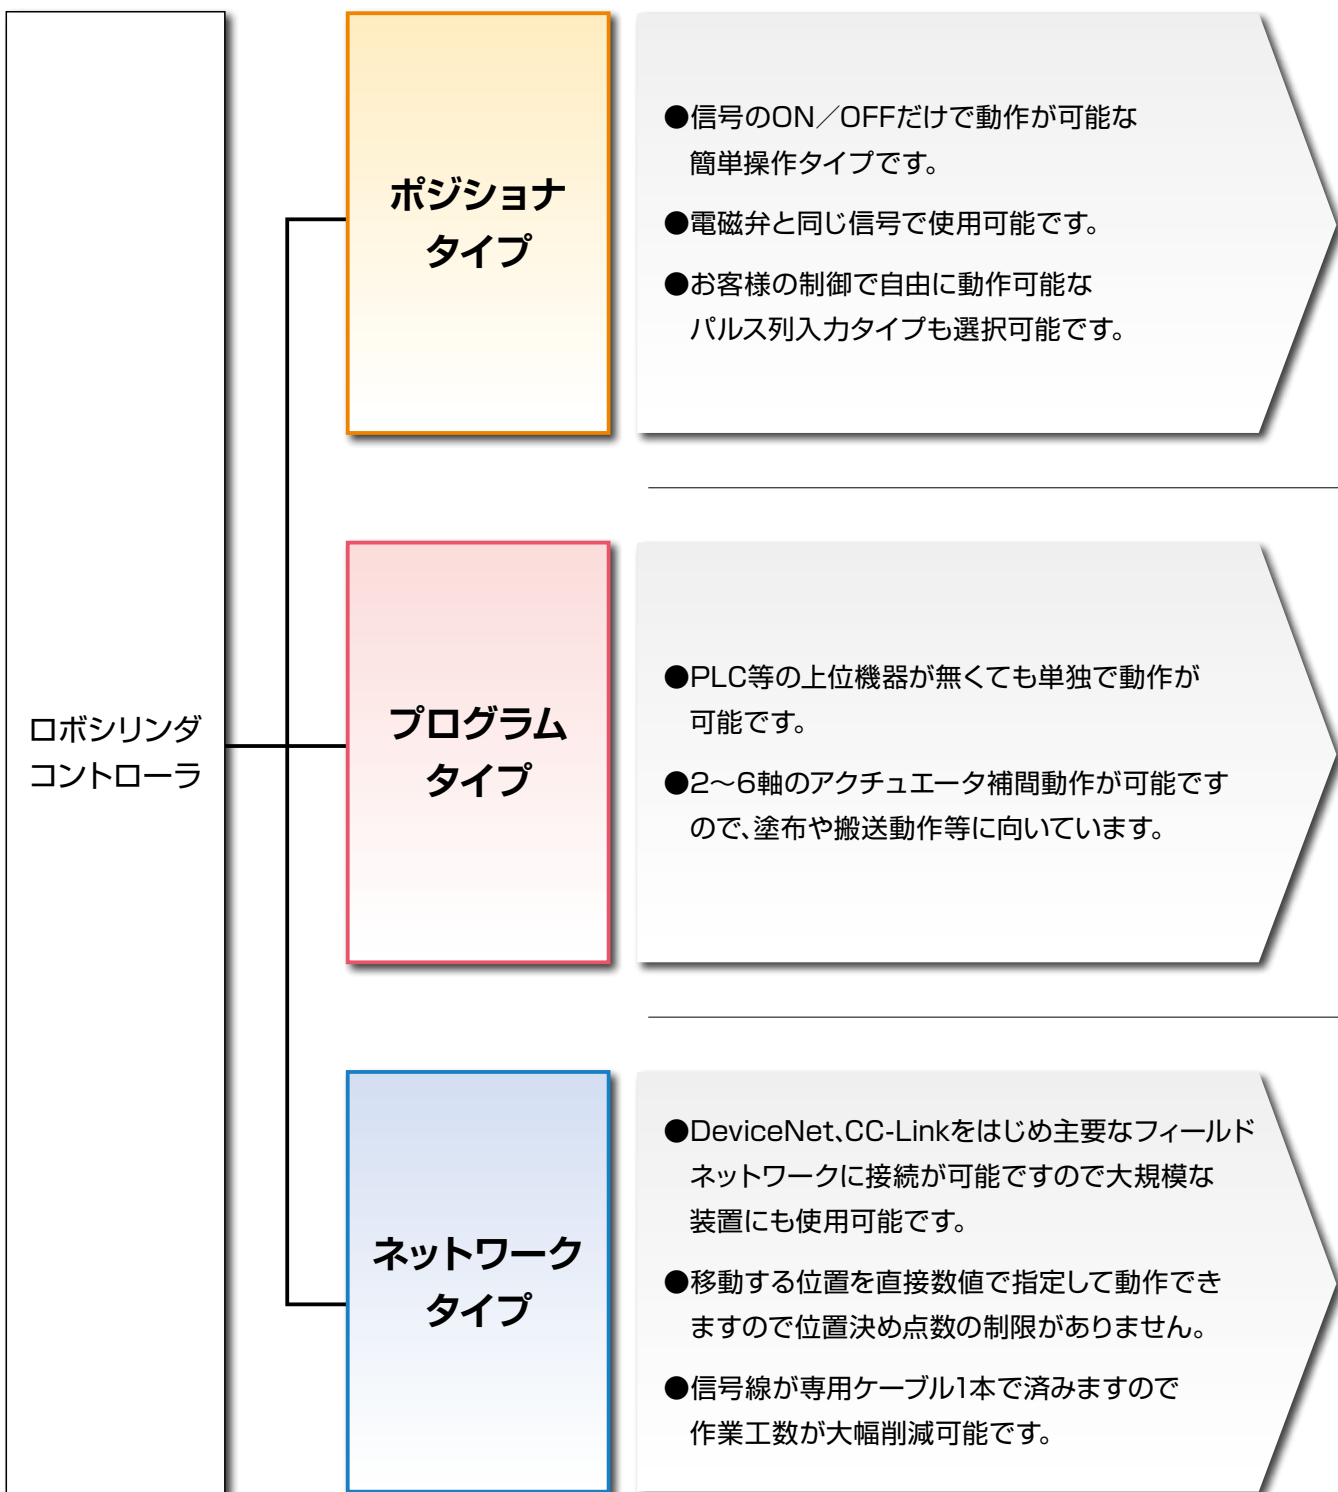 ロボシリンダ
コントローラ
ポジショナ
タイプ
●信号のON／OFFだけで動作が可能な
簡単操作タイプです。
●電磁弁と同じ信号で使用可能です。
●お客様の制御で自由に動作可能な
パルス列入力タイプも選択可能です。
プログラム
タイプ
●PLC等の上位機器が無くても単独で動作が
可能です。
●2〜6軸のアクチュエータ補間動作が可能です
ので、塗布や搬送動作等に向いています。
ネットワーク
タイプ
●DeviceNet、CC-Linkをはじめ主要なフィールド
ネットワークに接続が可能ですので大規模な
装置にも使用可能です。
●移動する位置を直接数値で指定して動作でき
ますので位置決め点数の制限がありません。
●信号線が専用ケーブル1本で済みますので
作業工数が大幅削減可能です。